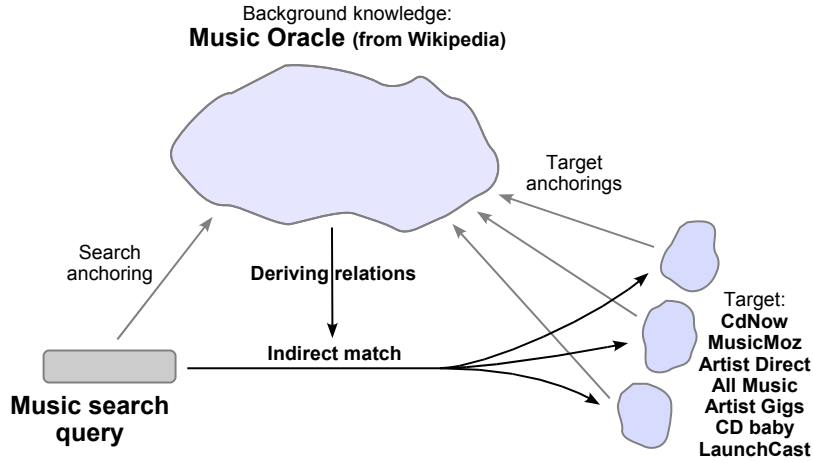 Background knowledge:
Music Oracle (from Wikipedia)
Target
anchorings
Search
anchoring
Deriving relations
Indirect match
Music search
query
Target:
CdNow
MusicMoz
Artist Direct
All Music
Artist Gigs
CD baby
LaunchCast